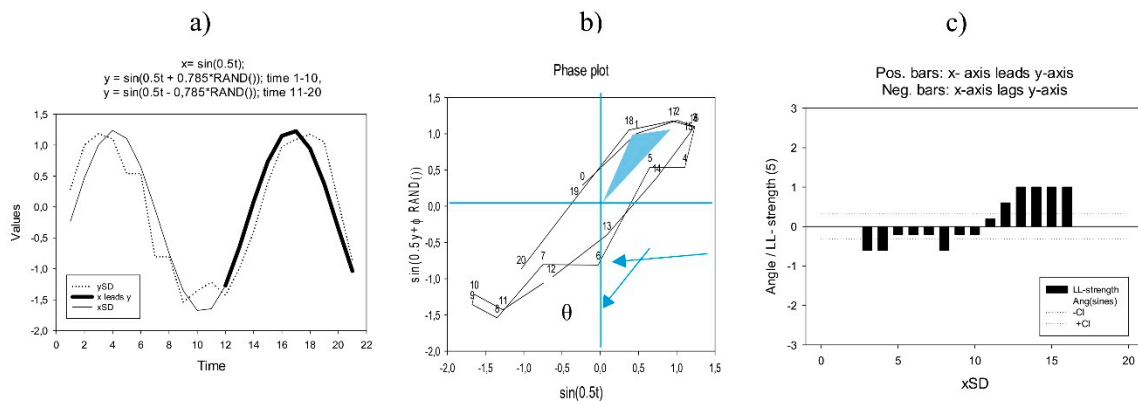 a)
x= sin(0.5t);
y = sin(0.5t + 0.785*RAND()); time 1-10,
y = sin(0.5t - 0,785*RAND()); time 11-20
1,5
1,0
0,5
0,0
-0,5
-1,0
-1,5
-2,0
Values
ySD
x leads y
xSD
0 2 4 6 8 10 12 14 16 18 20 22
Time
b)
Phase plot
1,5
1,0
0,5
0,0
-0,5
-1,0
-1,5
-2,0
sin(0.5y+ϕ RAND())
18 1 17 2
15
5 4
14
0
19
13
20 7 12 6
10
9 11
8
θ
-2,0 -1,5 -1,0 -0,5 0,0 0,5 1,0 1,5
sin(0.5t)
c)
Pos. bars: x- axis leads y-axis
Neg. bars: x-axis lags y-axis
3
2
1
0
-1
-2
-3
Angle / LL- strength (5)
LL-strength
Ang(sines)
-CI
+CI
0 5 10 15 20
xSD